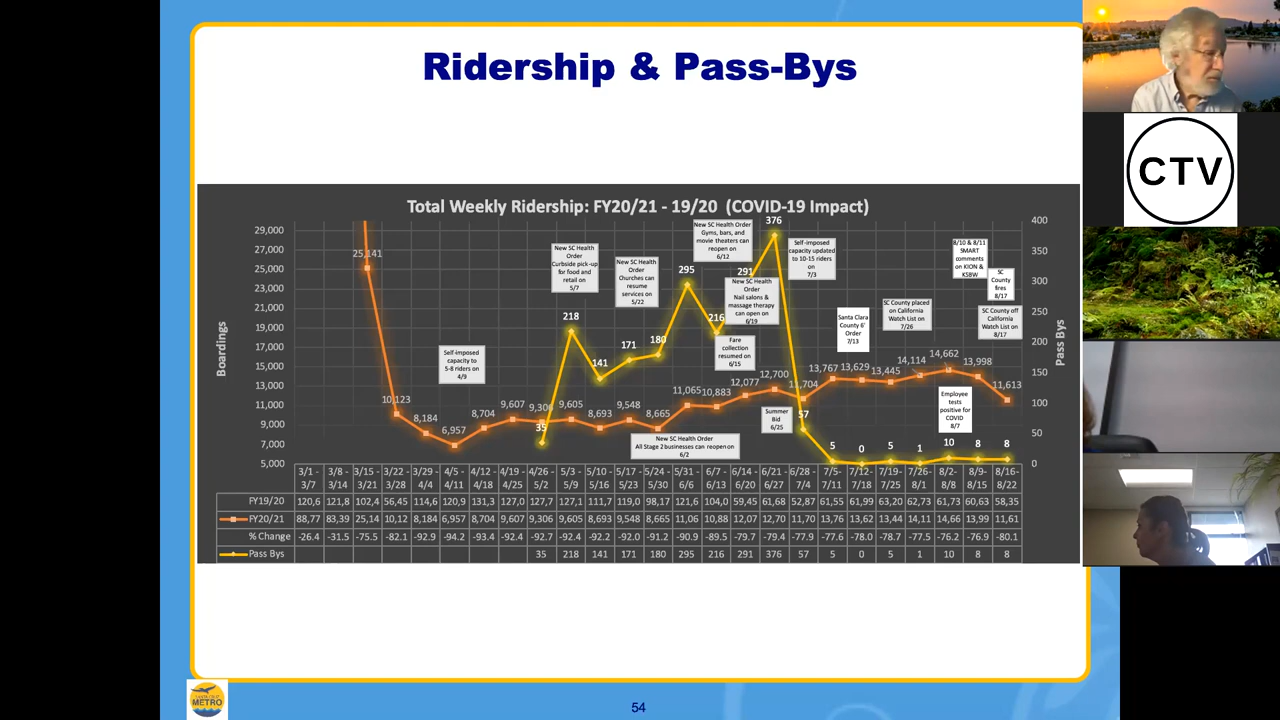 Ridership & Pass-Bys
CTV
Total Weekly Ridership: FY20/21 - 19/20 (COVID-19 Impact)
Boardings
29,000
27,000
25,000
23,000
21,000
19,000
17,000
15,000
13,000
11,000
9,000
7,000
5,000
Pass Bys
400
350
300
250
200
150
100
50
0
25,141
10,123
8,184
6,957
8,704
9,607
9,306
9,605
8,693
9,548
8,665
11,065
10,883
12,077
12,700
11,704
13,767
13,629
13,445
14,114
14,662
13,998
11,613
35
218
141
171
180
295
216
291
376
57
5
0
5
1
10
8
8
Self-imposed
capacity to
5-8 riders on
4/3
New SC Health
Order
Curbside pick-up
for food and
retail on
5/7
New SC Health
Order
Churches can
resume
services on
5/22
New SC Health Order
All Stage 2 businesses can reopen on
6/2
New SC Health Order
Gyms, bars, and
movie theaters can
reopen on
6/12
Fare
collection
resumed on
6/15
New SC Health
Order
Nail salons &
massage therapy
can open on
6/19
Summer
Bid
6/25
Self-imposed
capacity updated
to 10-15 riders
on
7/3
Santa Clara
County 6'
Order
7/13
SC County placed
on California
Watch List on
7/26
Employee
tests
positive for
COVID
8/7
8/10 & 8/11
SMART
comments
on KION &
KSBW
SC
County
fires
8/17
SC County off
California
Watch List on
8/17
3/1 - 3/8 - 3/15 - 3/22 - 3/29 - 4/5 - 4/12 - 4/19 - 4/26 - 5/3 - 5/10 - 5/17 - 5/24 - 5/31 - 6/7 - 6/14 - 6/21 - 6/28 - 7/5- 7/12- 7/19- 7/26- 8/2- 8/9- 8/16-
3/7 3/14 3/21 3/28 4/4 4/11 4/18 4/25 5/2 5/9 5/16 5/23 5/30 6/6 6/13 6/20 6/27 7/4 7/11 7/18 7/25 8/1 8/8 8/15 8/22
FY19/20 120,6 121,8 102,4 56,45 114,6 120,9 131,3 127,0 127,7 127,1 111,7 119,0 98,17 121,6 104,0 59,45 61,68 52,87 61,55 61,99 63,20 62,73 61,73 60,63 58,35
FY20/21 88,77 83,39 25,14 10,12 8,184 6,957 8,704 9,607 9,306 9,605 8,693 9,548 8,665 11,06 10,88 12,07 12,70 11,70 13,76 13,62 13,44 14,11 14,66 13,99 11,61
% Change -26.4 -31.5 -75.5 -82.1 -92.9 -94.2 -93.4 -92.4 -92.7 -92.4 -92.2 -92.0 -91.2 -90.9 -89.5 -79.7 -79.4 -77.9 -77.6 -78.0 -78.7 -77.5 -76.2 -76.9 -80.1
Pass Bys 35 218 141 171 180 295 216 291 376 57 5 0 5 1 10 8 8
METRO
54